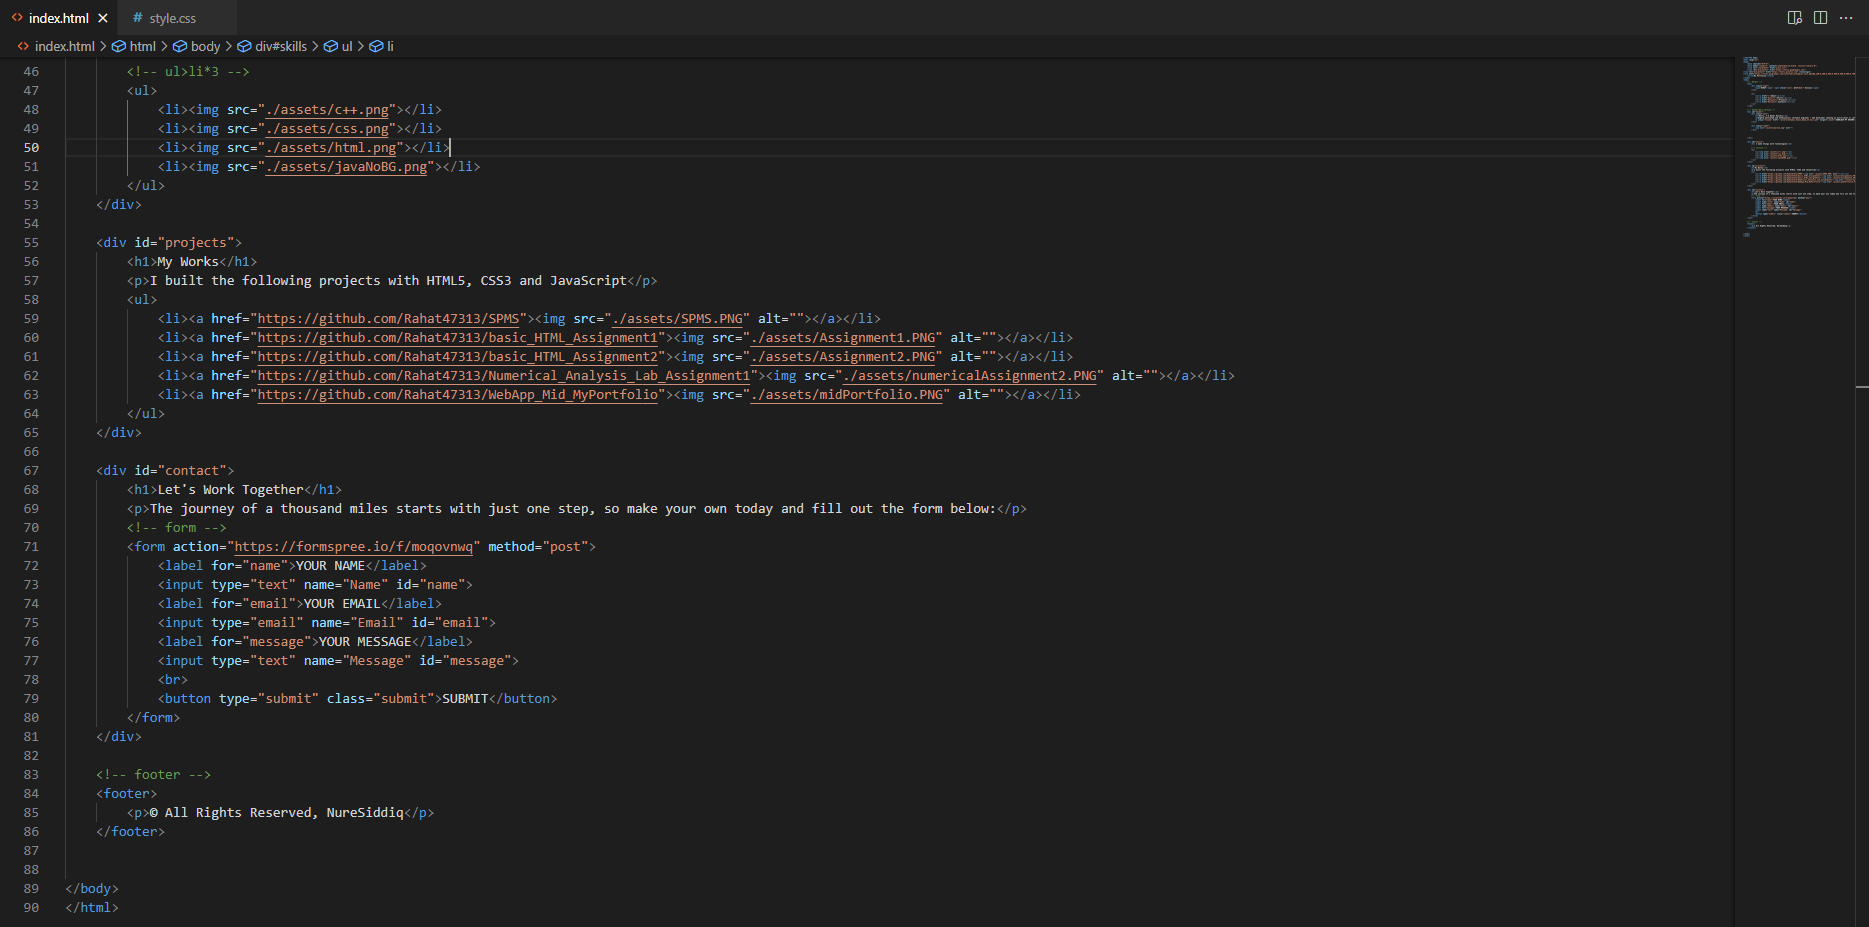 index.html
# style.css
index.html > html > body > div#skills > ul > li
46 <!-- ul>li*3 -->
47 <ul>
48 <li><img src="./assets/c++.png"></li>
49 <li><img src="./assets/css.png"></li>
50 <li><img src="./assets/html.png"></li>
51 <li><img src="./assets/javaNoBG.png"></li>
52 </ul>
53 </div>
54
55 <div id="projects">
56 <h1>My Works</h1>
57 <p>I built the following projects with HTML5, CSS3 and JavaScript</p>
58 <ul>
59 <li><a href="https://github.com/Rahat47313/SPMS"><img src="./assets/SPMS.PNG" alt=""></a></li>
60 <li><a href="https://github.com/Rahat47313/basic_HTML_Assignment1"><img src="./assets/Assignment1.PNG" alt=""></a></li>
61 <li><a href="https://github.com/Rahat47313/basic_HTML_Assignment2"><img src="./assets/Assignment2.PNG" alt=""></a></li>
62 <li><a href="https://github.com/Rahat47313/Numerical_Analysis_Lab_Assignment1"><img src="./assets/numericalAssignment2.PNG" alt=""></a></li>
63 <li><a href="https://github.com/Rahat47313/WebApp_Mid_MyPortfolio"><img src="./assets/midPortfolio.PNG" alt=""></a></li>
64 </ul>
65 </div>
66
67 <div id="contact">
68 <h1>Let's Work Together</h1>
69 <p>The journey of a thousand miles starts with just one step, so make your own today and fill out the form below:</p>
70 <!-- form -->
71 <form action="https://formspree.io/f/moqovnwq" method="post">
72 <label for="name">YOUR NAME</label>
73 <input type="text" name="Name" id="name">
74 <label for="email">YOUR EMAIL</label>
75 <input type="email" name="Email" id="email">
76 <label for="message">YOUR MESSAGE</label>
77 <input type="text" name="Message" id="message">
78 <br>
79 <button type="submit" class="submit">SUBMIT</button>
80 </form>
81 </div>
82
83 <!-- footer -->
84 <footer>
85 <p>© All Rights Reserved, NureSiddiq</p>
86 </footer>
87
88
89 </body>
90 </html>